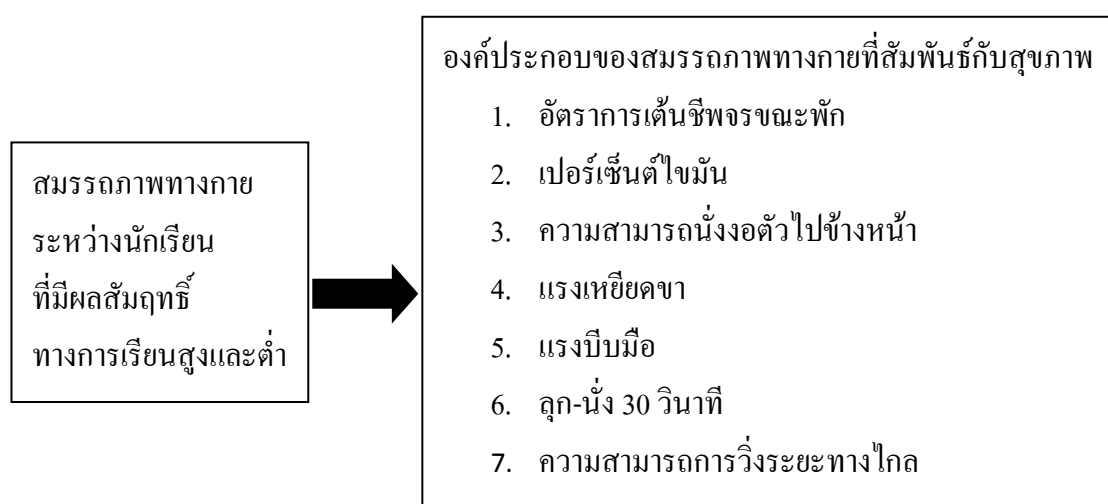 สมรรถภาพทางกาย
ระหว่างนักเรียน
ที่มีผลสัมฤทธิ์
ทางการเรียนสูงและต่ำ
องค์ประกอบของสมรรถภาพทางกายที่สัมพันธ์กับสุขภาพ
1. อัตราการเต้นชีพจรขณะพัก
2. เปอร์เซ็นต์ไขมัน
3. ความสามารถนั่งงอตัวไปข้างหน้า
4. แรงเหยียดขา
5. แรงบีบมือ
6. ลุก-นั่ง 30 วินาที
7. ความสามารถการวิ่งระยะทางไกล